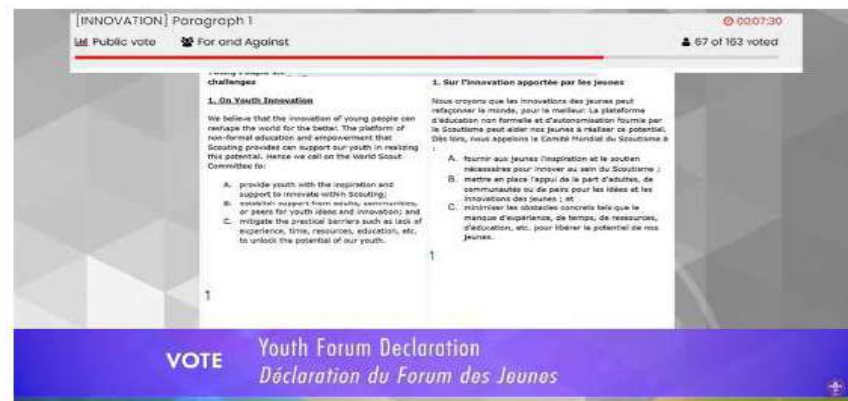 [INNOVATION] Paragraph 1
00:07:30
Public vote
For and Against
67 of 163 voted
challenges
1. On Youth Innovation
We believe that the innovation of young people can
reshape the world for the better. The platform of
non-formal education and empowerment that
Scouting provides can support our youth in realizing
this potential. Hence we call on the World Scout
Committee to:
A. provide youth with the inspiration and
support to innovate within Scouting;
B. establish support from adults, communities,
or peers for youth ideas and innovation; and
C. mitigate the practical barriers such as lack of
experience, time, resources, education, etc.
to unlock the potential of our youth.
1
1. Sur l'innovation apportée par les jeunes
Nous croyons que les innovations des jeunes peut
refaçonner le monde, pour le meilleur. La plateforme
d'éducation non formelle et d'autonomisation fournie par
le Scoutisme peut aider nos jeunes à réaliser ce potentiel.
Dès lors, nous appelons le Comité Mondial du Scoutisme à
:
A. fournir aux jeunes l'inspiration et le soutien
nécessaires pour innover au sein du Scoutisme ;
B. mettre en place l'appui de la part d'adultes, de
communautés ou de pairs pour les idées et les
innovations des jeunes ; et
C. minimiser les obstacles concrets tels que le
manque d'expérience, de temps, de ressources,
d'éducation, etc. pour libérer le potentiel de nos
jeunes.
1
VOTE
Youth Forum Declaration
Déclaration du Forum des Jeunes